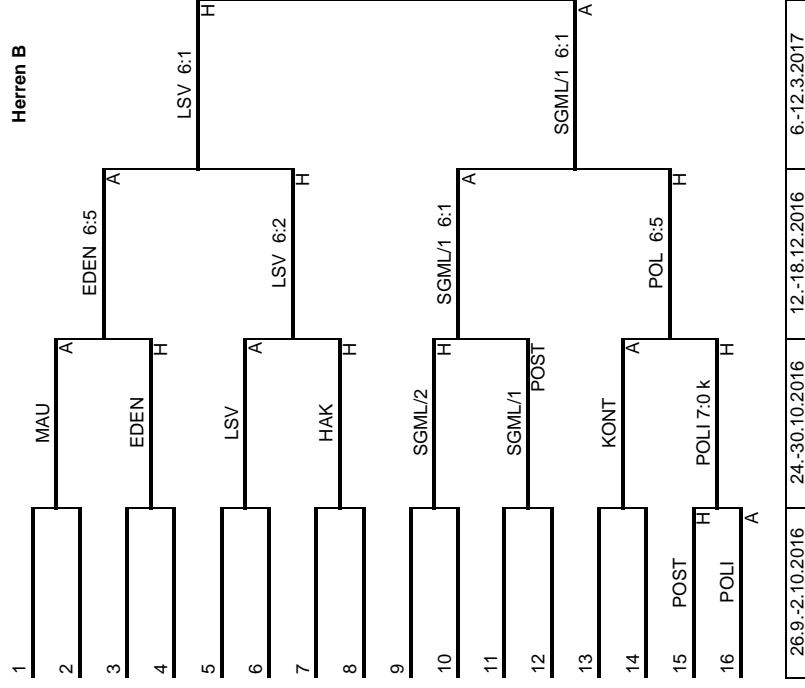 Herren B
1
2
3
4
5
6
7
8
9
10
11
12
13
14
15
16
POST
H
POLI
A
MAU
A
EDEN
H
LSV
A
HAK
H
SGML/2
H
SGML/1
POST
KONT
A
POLI 7:0 k
H
EDEN 6:5
A
LSV 6:2
H
SGML/1 6:1
A
POL 6:5
H
LSV 6:1
H
SGML/1 6:1
A
26.9.-2.10.2016
24.-30.10.2016
12.-18.12.2016
6.-12.3.2017